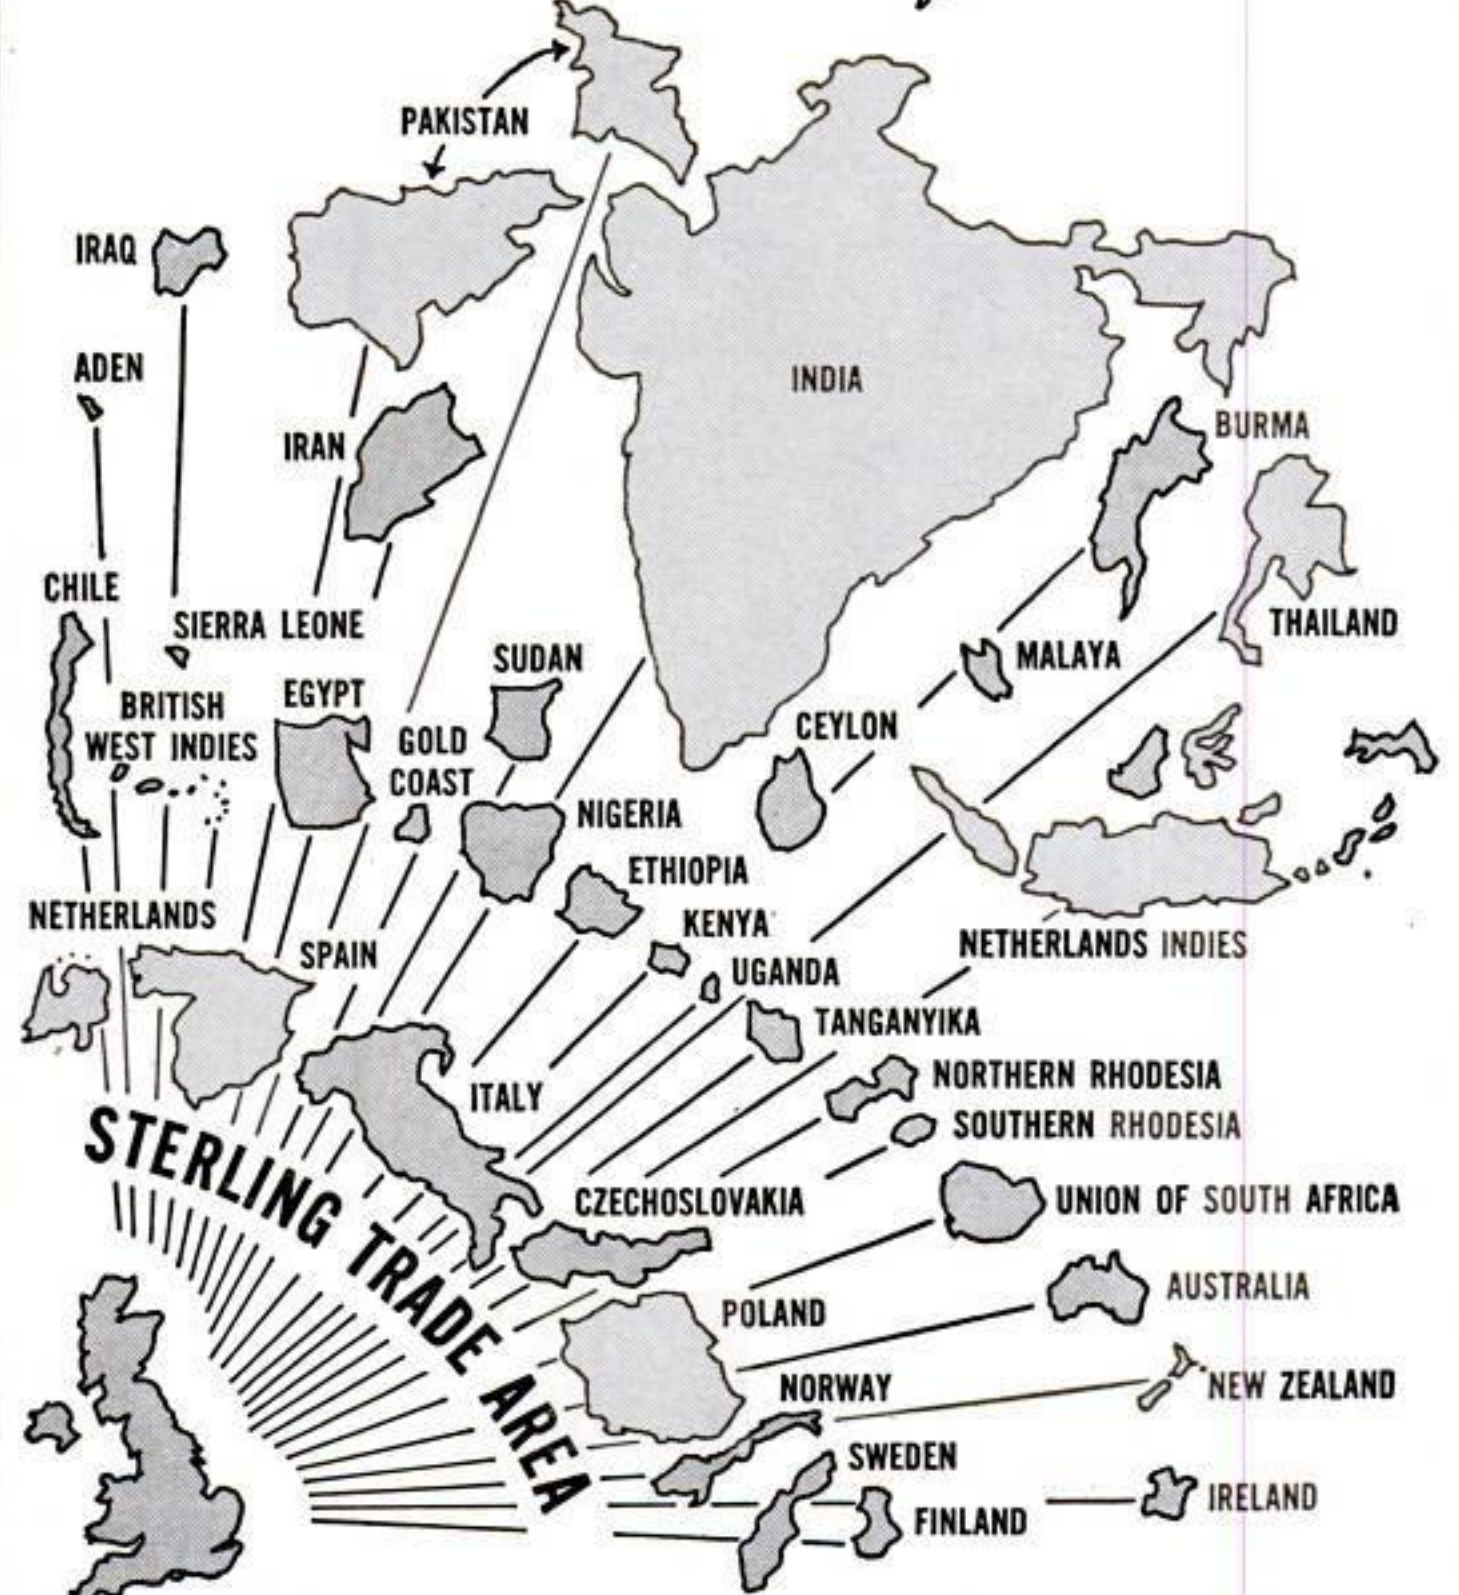 PAKISTAN
IRAQ
ADEN
INDIA
IRAN
BURMA
CHILE
SIERRA LEONE
THAILAND
SUDAN
MALAYA
EGYPT
BRITISH
WEST INDIES
GOLD
COAST
CEYLON
NIGERIA
ETHIOPIA
NETHERLANDS
KENYA
SPAIN
NETHERLANDS INDIES
UGANDA
TANGANYIKA
ITALY
NORTHERN RHODESIA
SOUTHERN RHODESIA
STERLING TRADE AREA
CZECHOSLOVAKIA
UNION OF SOUTH AFRICA
AUSTRALIA
POLAND
NORWAY
NEW ZEALAND
SWEDEN
IRELAND
FINLAND